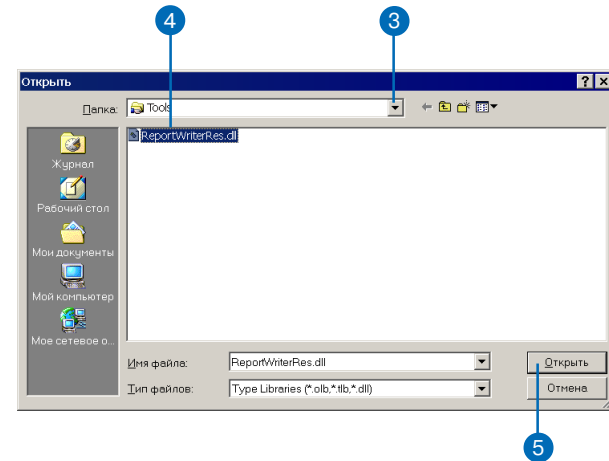 4 3
Открыть
Папка: Tools
ReportWriterRes.dll
Журнал
Рабочий стол
Мои документы
Мой компьютер
Мое сетевое о...
Имя файла: ReportWriterRes.dll Открыть
Тип файлов: Type Libraries (*.olb,*.tlb,*.dll) Отмена
5